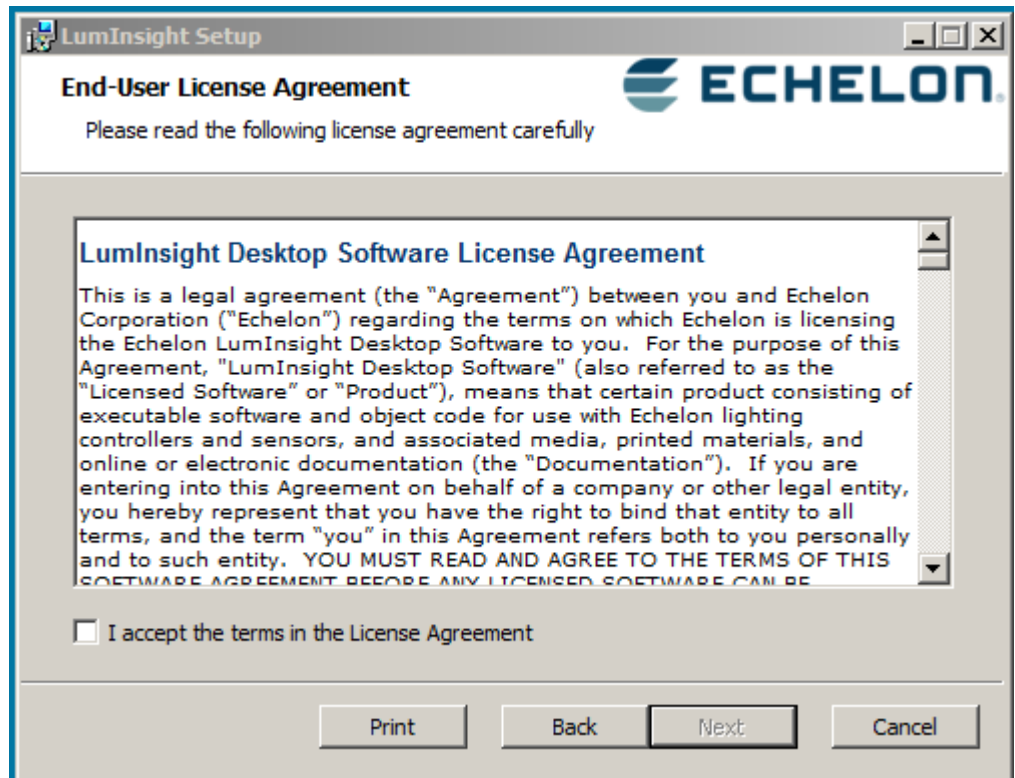 LumInsight Setup
End-User License Agreement
ECHELON®
Please read the following license agreement carefully
LumInsight Desktop Software License Agreement
This is a legal agreement (the “Agreement”) between you and Echelon
Corporation (“Echelon”) regarding the terms on which Echelon is licensing
the Echelon LumInsight Desktop Software to you.  For the purpose of this
Agreement, "LumInsight Desktop Software" (also referred to as the
“Licensed Software” or “Product”), means that certain product consisting of
executable software and object code for use with Echelon lighting
controllers and sensors, and associated media, printed materials, and
online or electronic documentation (the “Documentation”).  If you are
entering into this Agreement on behalf of a company or other legal entity,
you hereby represent that you have the right to bind that entity to all
terms, and the term “you” in this Agreement refers both to you personally
and to such entity.  YOU MUST READ AND AGREE TO THE TERMS OF THIS
SOFTWARE AGREEMENT BEFORE ANY LICENSED SOFTWARE CAN BE
I accept the terms in the License Agreement
Print
Back
Next
Cancel